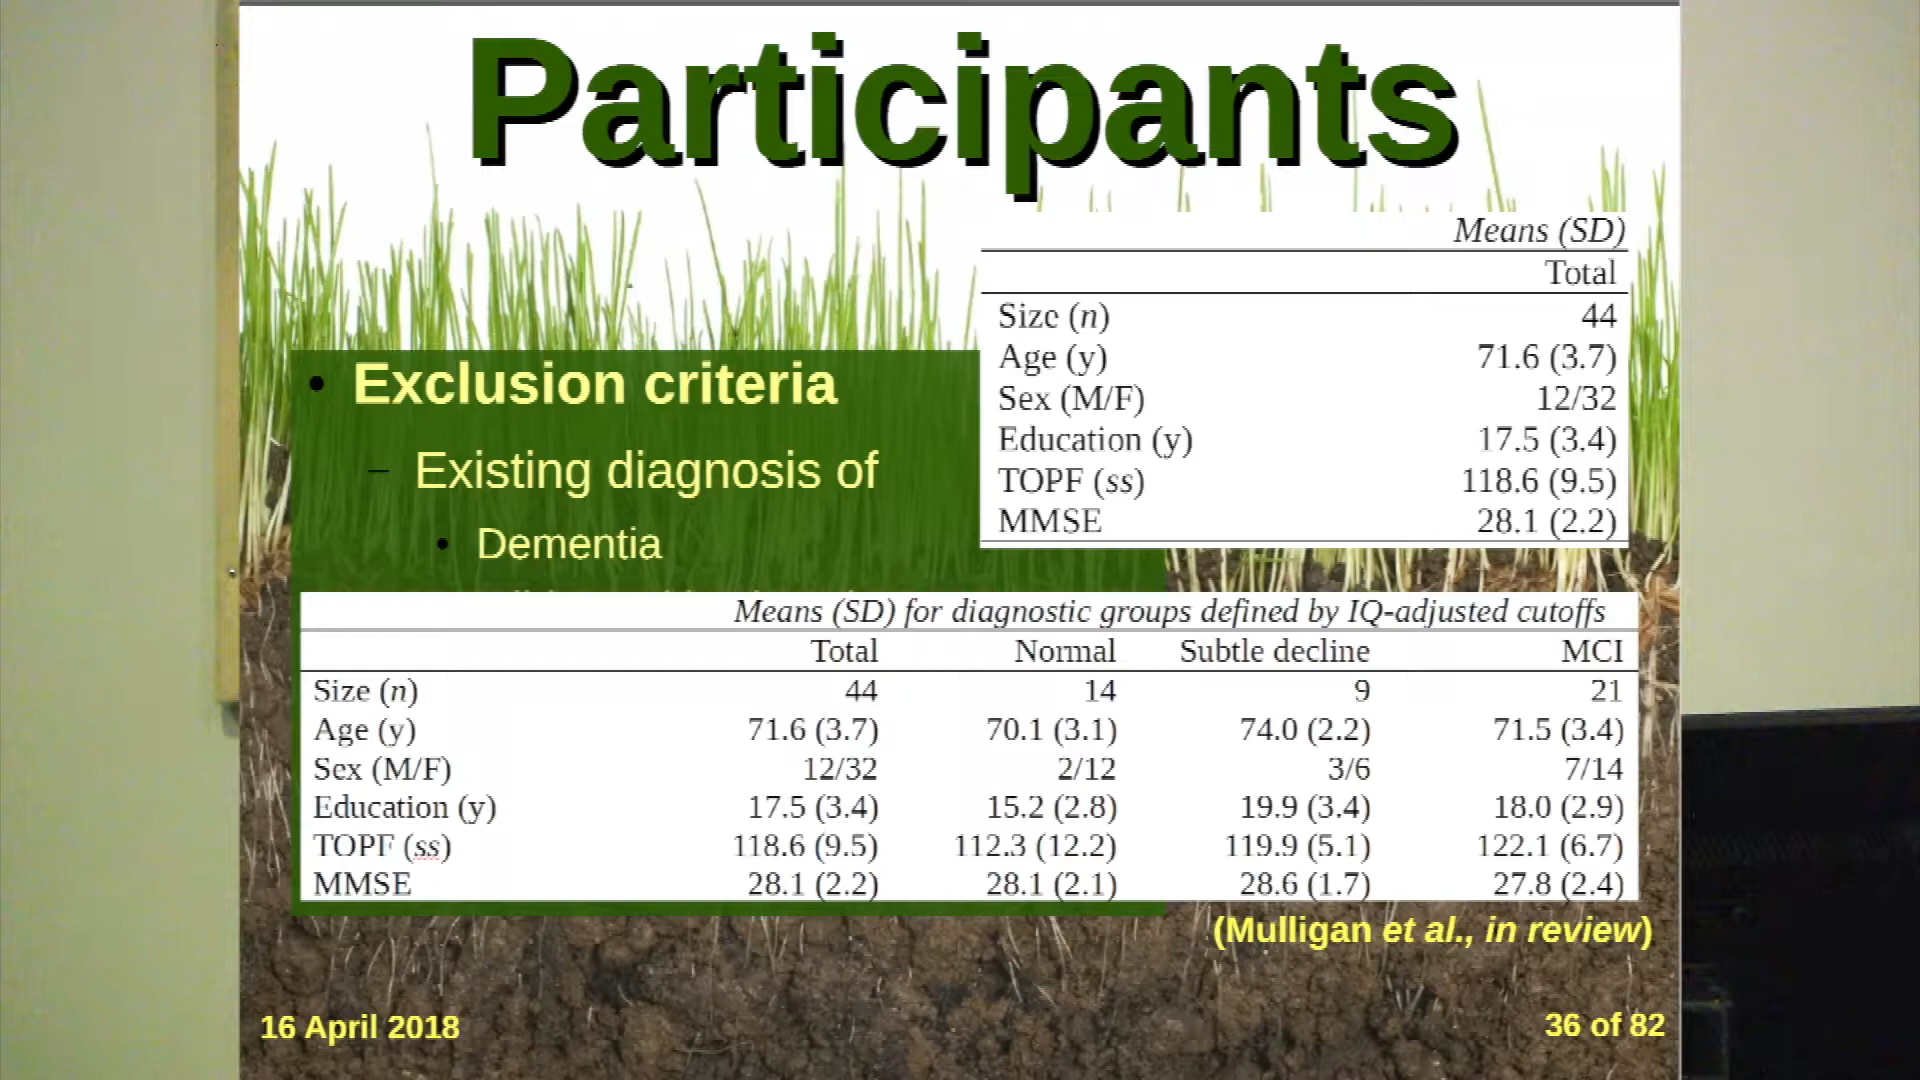 Participants
Means (SD)
Total
Size (n) 44
Age (y) 71.6 (3.7)
Sex (M/F) 12/32
Education (y) 17.5 (3.4)
TOPF (ss) 118.6 (9.5)
MMSE 28.1 (2.2)
• Exclusion criteria
– Existing diagnosis of
• Dementia
Means (SD) for diagnostic groups defined by IQ-adjusted cutoffs
Total Normal Subtle decline MCI
Size (n) 44 14 9 21
Age (y) 71.6 (3.7) 70.1 (3.1) 74.0 (2.2) 71.5 (3.4)
Sex (M/F) 12/32 2/12 3/6 7/14
Education (y) 17.5 (3.4) 15.2 (2.8) 19.9 (3.4) 18.0 (2.9)
TOPF (ss) 118.6 (9.5) 112.3 (12.2) 119.9 (5.1) 122.1 (6.7)
MMSE 28.1 (2.2) 28.1 (2.1) 28.6 (1.7) 27.8 (2.4)
(Mulligan et al., in review)
16 April 2018
36 of 82